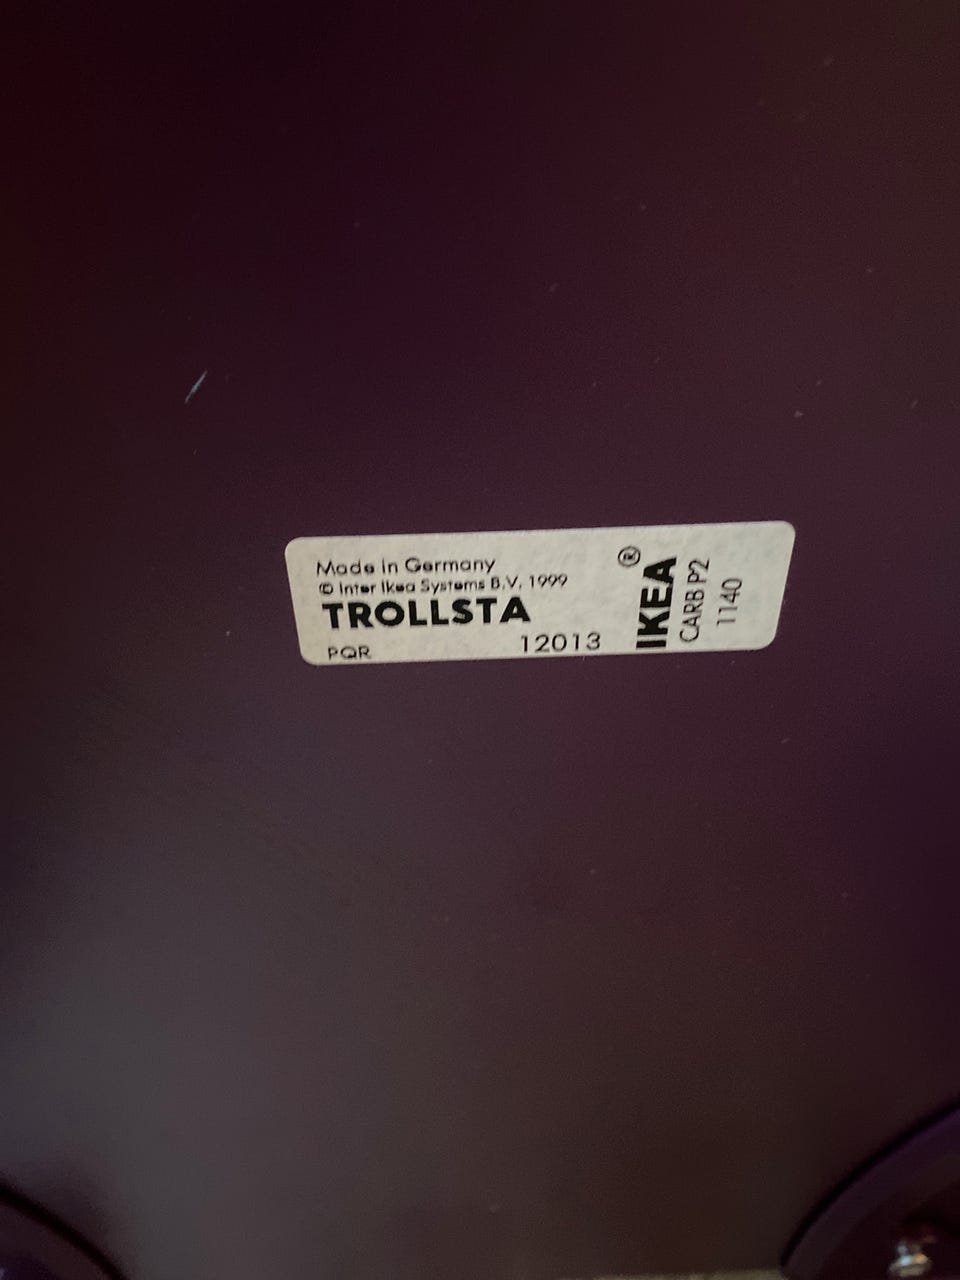 Made in Germany
© Inter Ikea Systems B.V. 1999
TROLLSTA
PQR 12013
IKEA®
CARB P2
1140